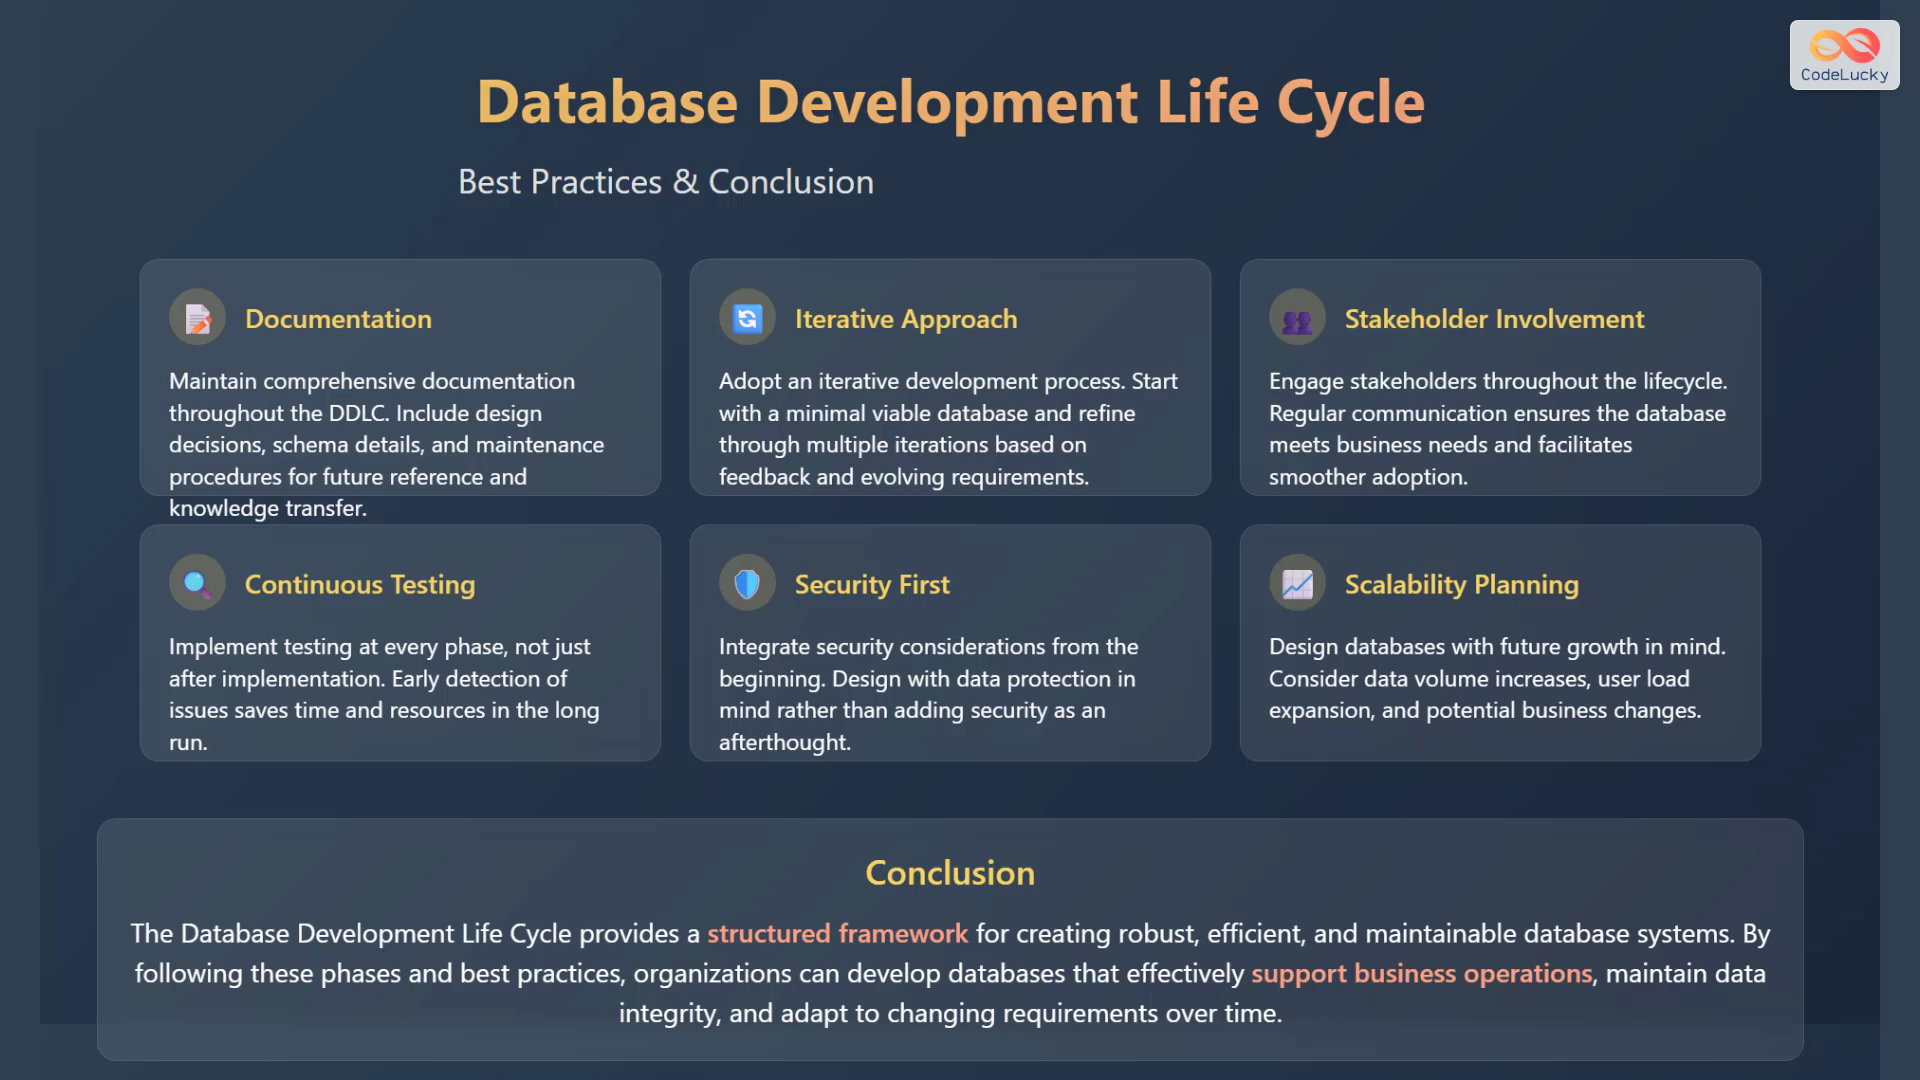 CodeLucky
Database Development Life Cycle
Best Practices & Conclusion
Documentation
Maintain comprehensive documentation
throughout the DDLC. Include design
decisions, schema details, and maintenance
procedures for future reference and
knowledge transfer.
Iterative Approach
Adopt an iterative development process. Start
with a minimal viable database and refine
through multiple iterations based on
feedback and evolving requirements.
Stakeholder Involvement
Engage stakeholders throughout the lifecycle.
Regular communication ensures the database
meets business needs and facilitates
smoother adoption.
Continuous Testing
Implement testing at every phase, not just
after implementation. Early detection of
issues saves time and resources in the long
run.
Security First
Integrate security considerations from the
beginning. Design with data protection in
mind rather than adding security as an
afterthought.
Scalability Planning
Design databases with future growth in mind.
Consider data volume increases, user load
expansion, and potential business changes.
Conclusion
The Database Development Life Cycle provides a structured framework for creating robust, efficient, and maintainable database systems. By
following these phases and best practices, organizations can develop databases that effectively support business operations, maintain data
integrity, and adapt to changing requirements over time.